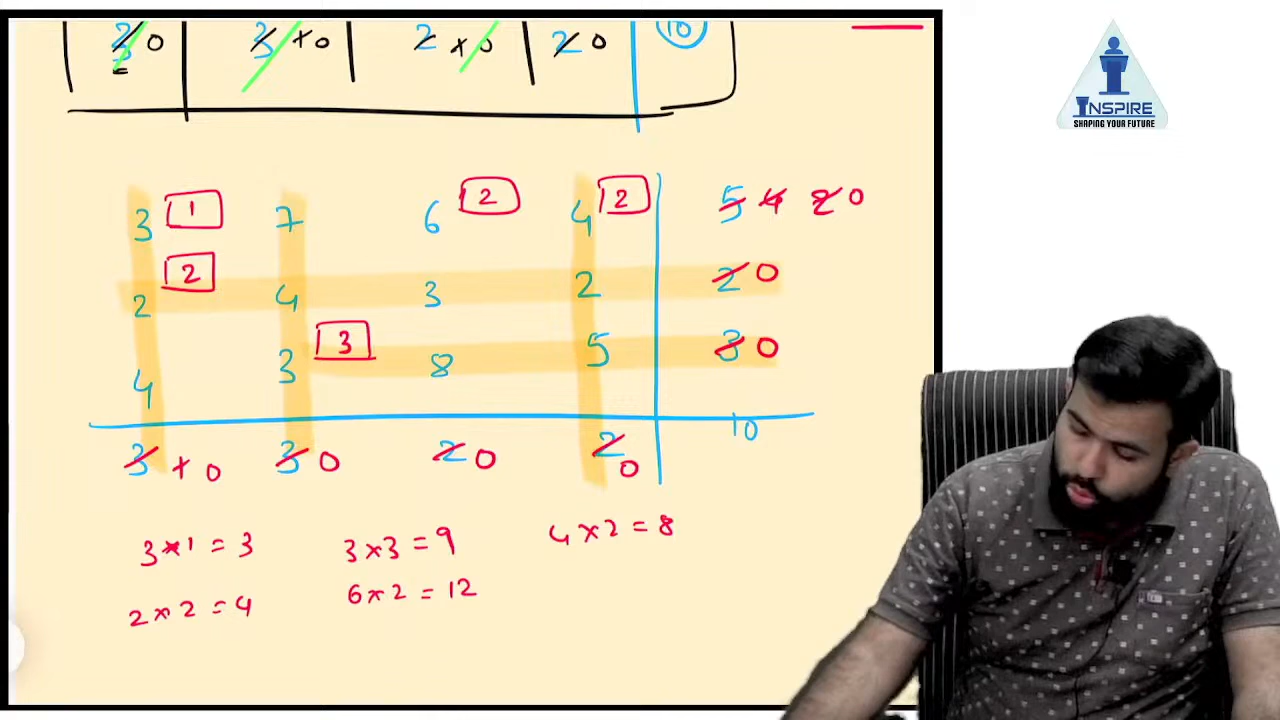 3 0 3 x0 2 x0 2 0 10
INSPIRE
SHAPING YOUR FUTURE
3 1 7 6 2 4 2 5 4 2 0
2 2 4 3 2 2 0
4 3 3 8 5 3 0
3 + 0 3 0 2 0 2 0 10
3 x 1 = 3 3 x 3 = 9 4 x 2 = 8
2 x 2 = 4 6 x 2 = 12